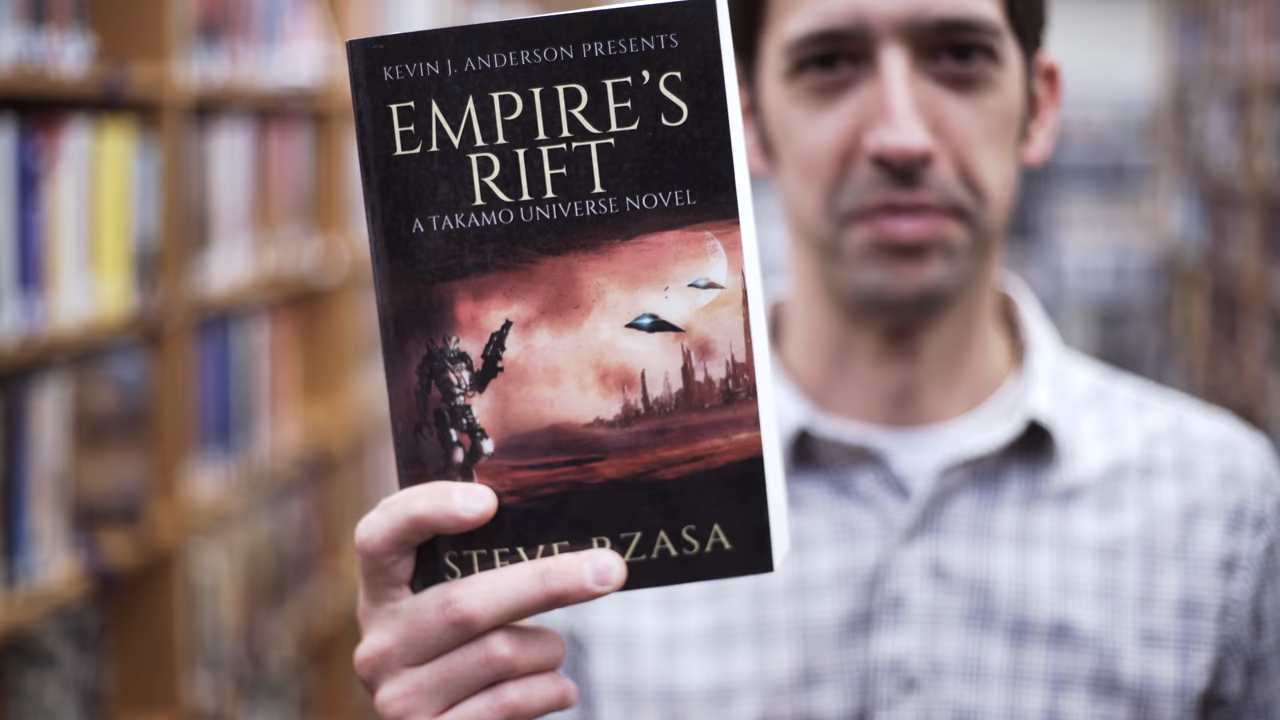 KEVIN J. ANDERSON PRESENTS
EMPIRE'S
RIFT
A TAKAMO UNIVERSE NOVEL
STEVE RZASA